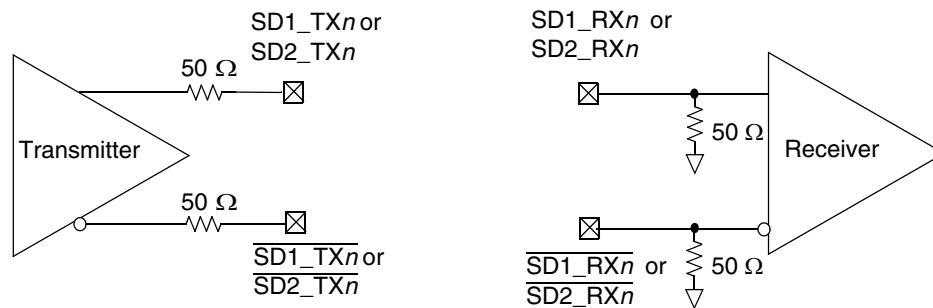 SD1_TXn or
SD2_TXn
50 Ω
Transmitter
50 Ω
SD1_TXn or
SD2_TXn
SD1_RXn or
SD2_RXn
50 Ω
Receiver
SD1_RXn or
SD2_RXn
50 Ω